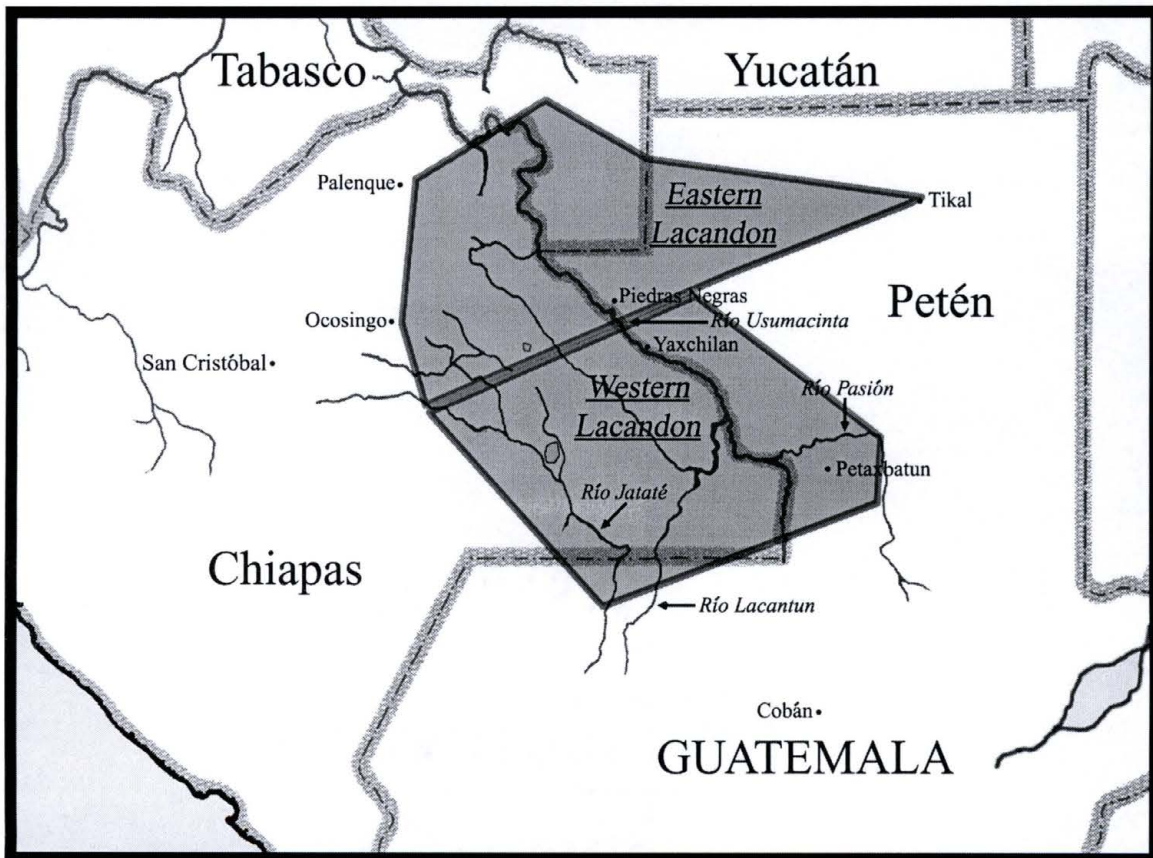 Tabasco
Yucatán
Palenque
Eastern
Lacandon
Tikal
Piedras Negras
Petén
Río Usumacinta
Ocosingo
Yaxchilan
San Cristóbal
Western
Lacandon
Río Pasión
Petaxbatun
Río Jataté
Chiapas
Río Lacantun
Cobán
GUATEMALA